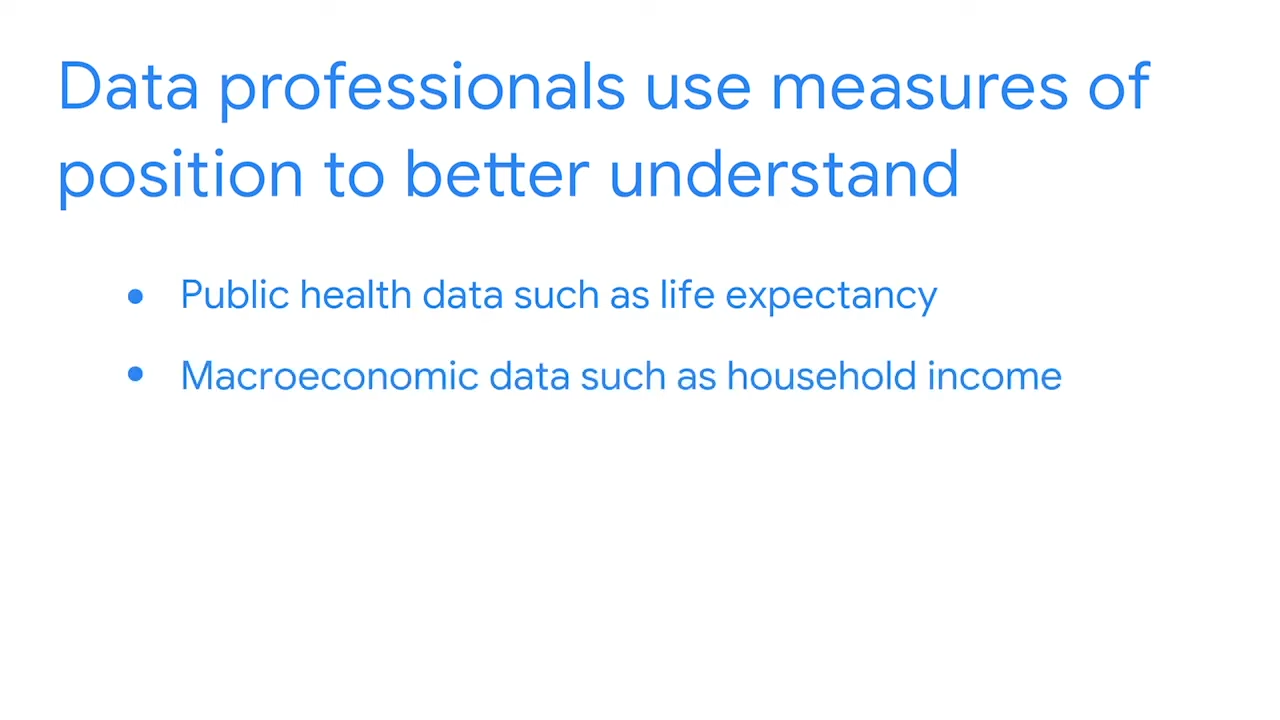 Data professionals use measures of
position to better understand
• Public health data such as life expectancy
• Macroeconomic data such as household income